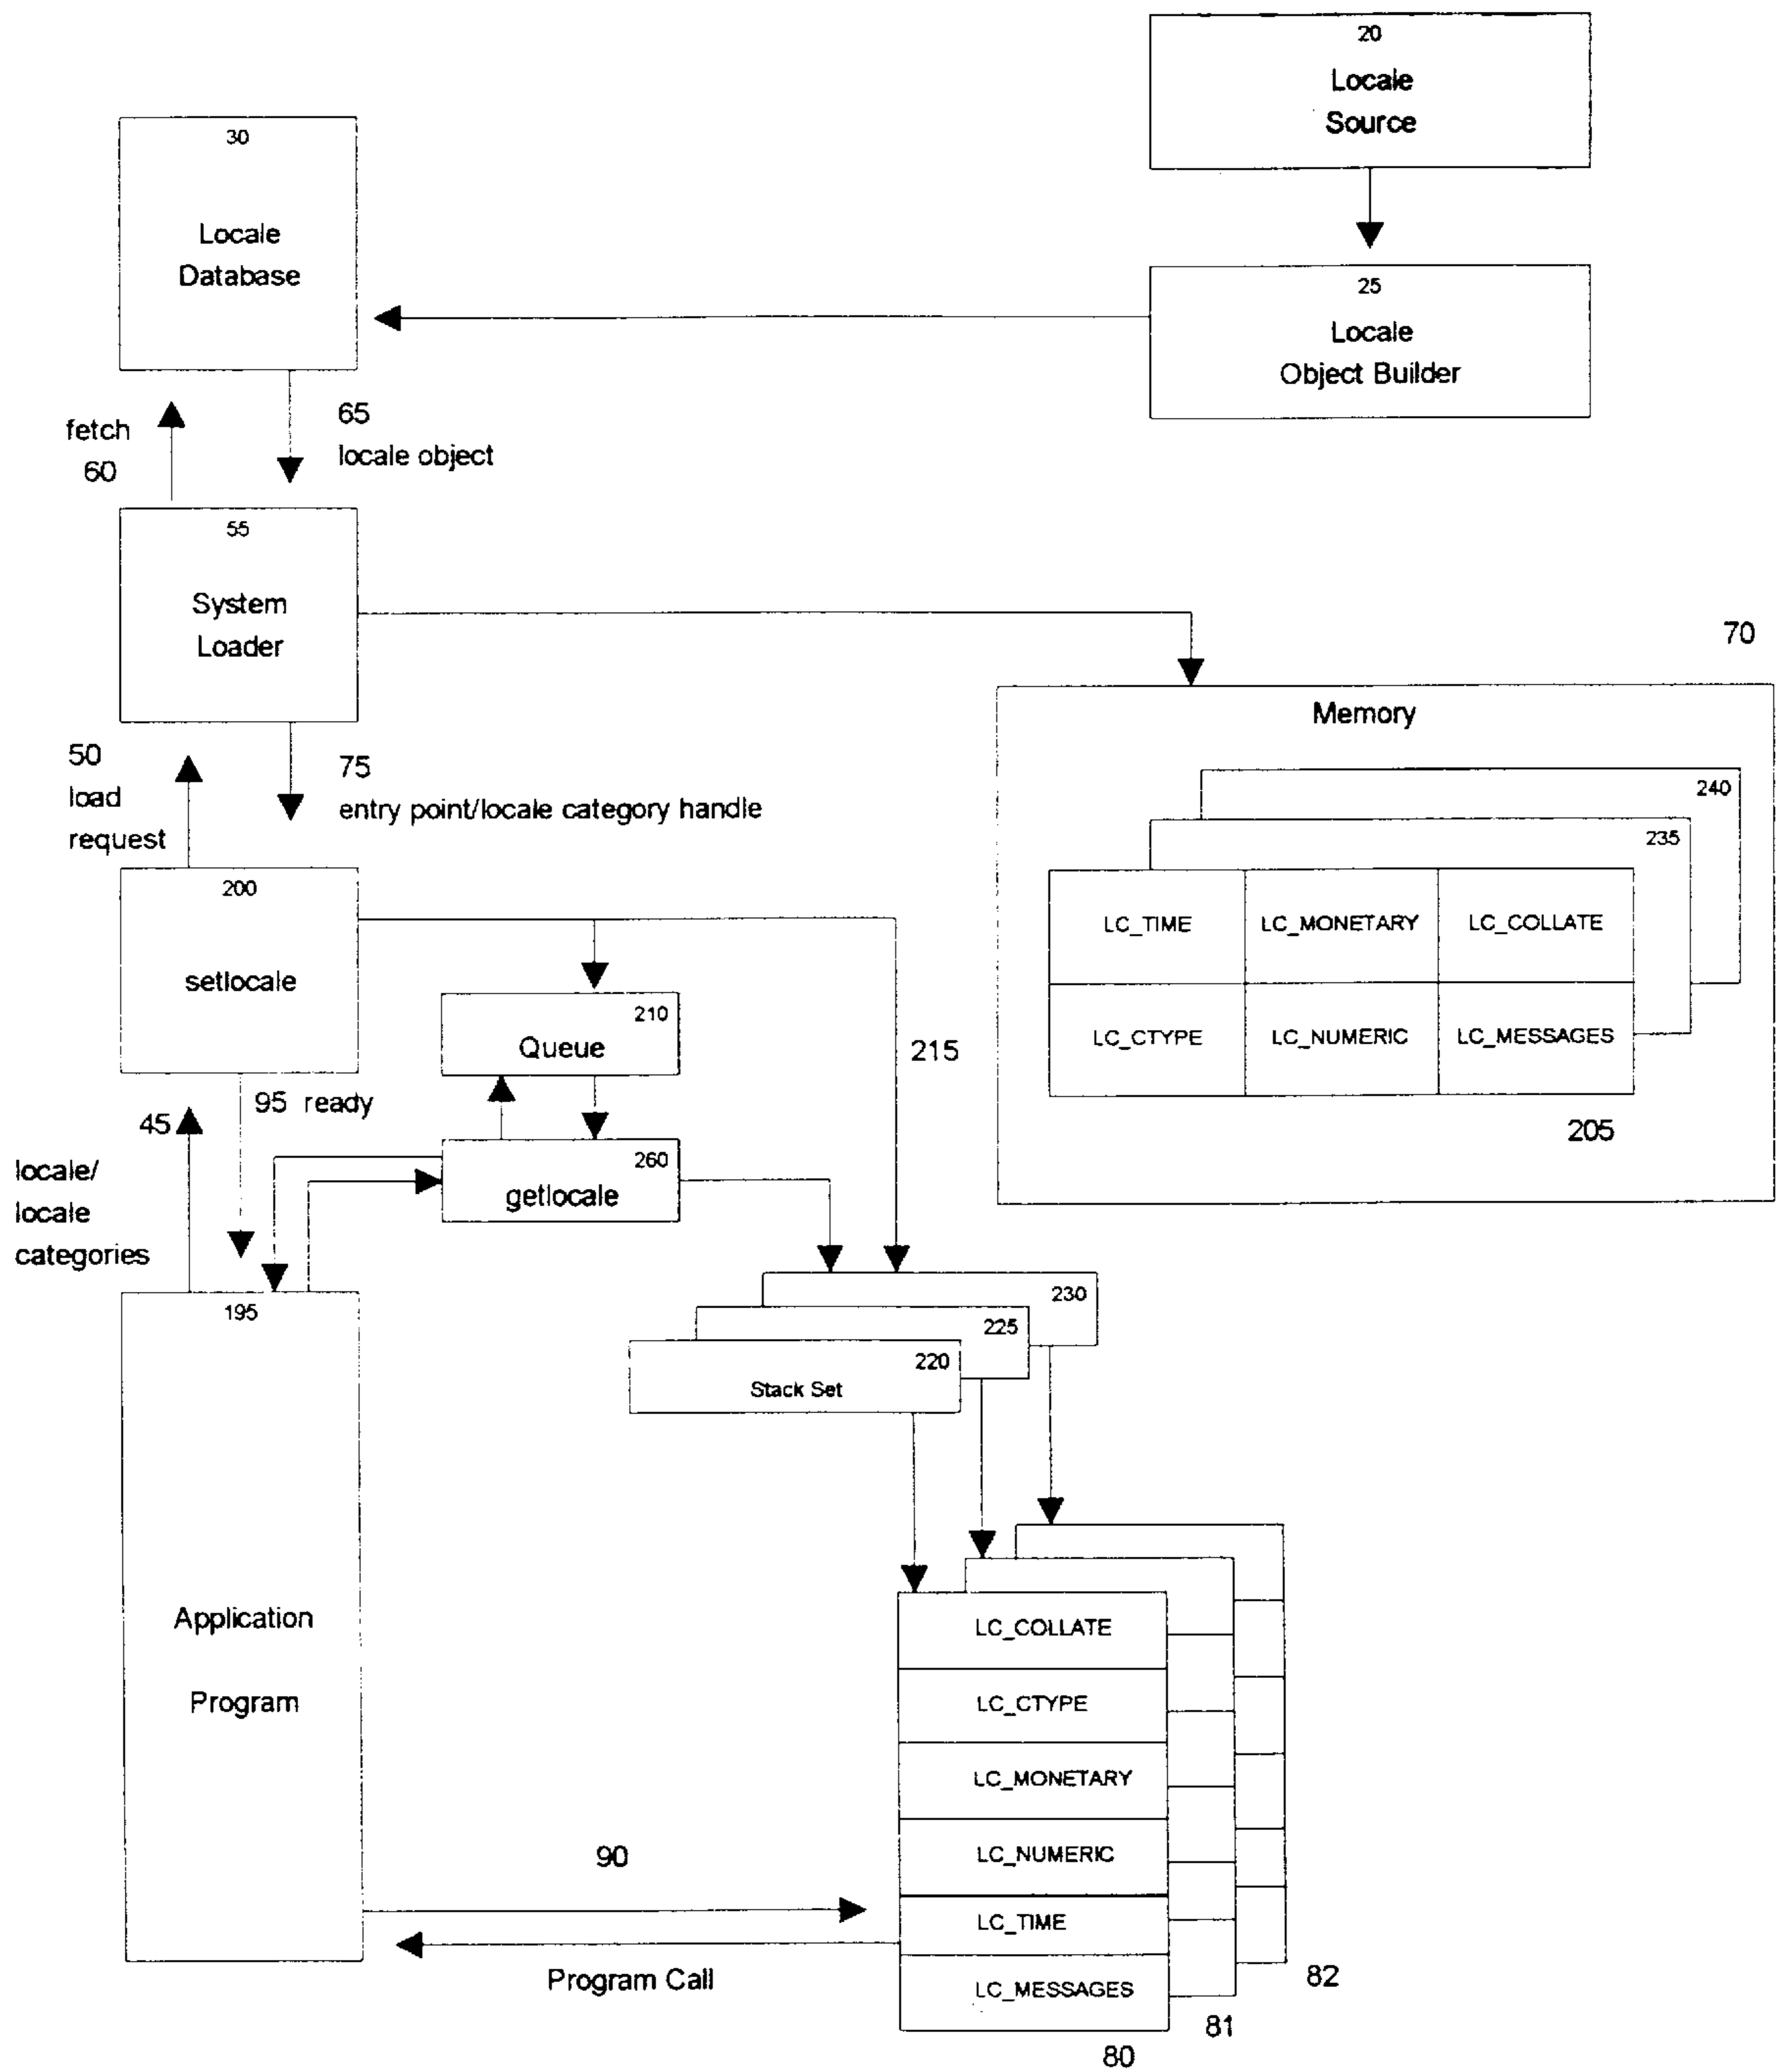 20
Locale
Source
30
Locale
Database
25
Locale
Object Builder
fetch
60
65
locale object
55
System
Loader
70
Memory
50
load
request
75
entry point/locale category handle
240
235
LC_TIME
LC_MONETARY
LC_COLLATE
LC_CTYPE
LC_NUMERIC
LC_MESSAGES
205
200
setlocale
210
Queue
215
95 ready
45
locale/
locale
categories
260
getlocale
195
Application
Program
230
225
220
Stack Set
LC_COLLATE
LC_CTYPE
LC_MONETARY
LC_NUMERIC
LC_TIME
LC_MESSAGES
90
Program Call
82
81
80